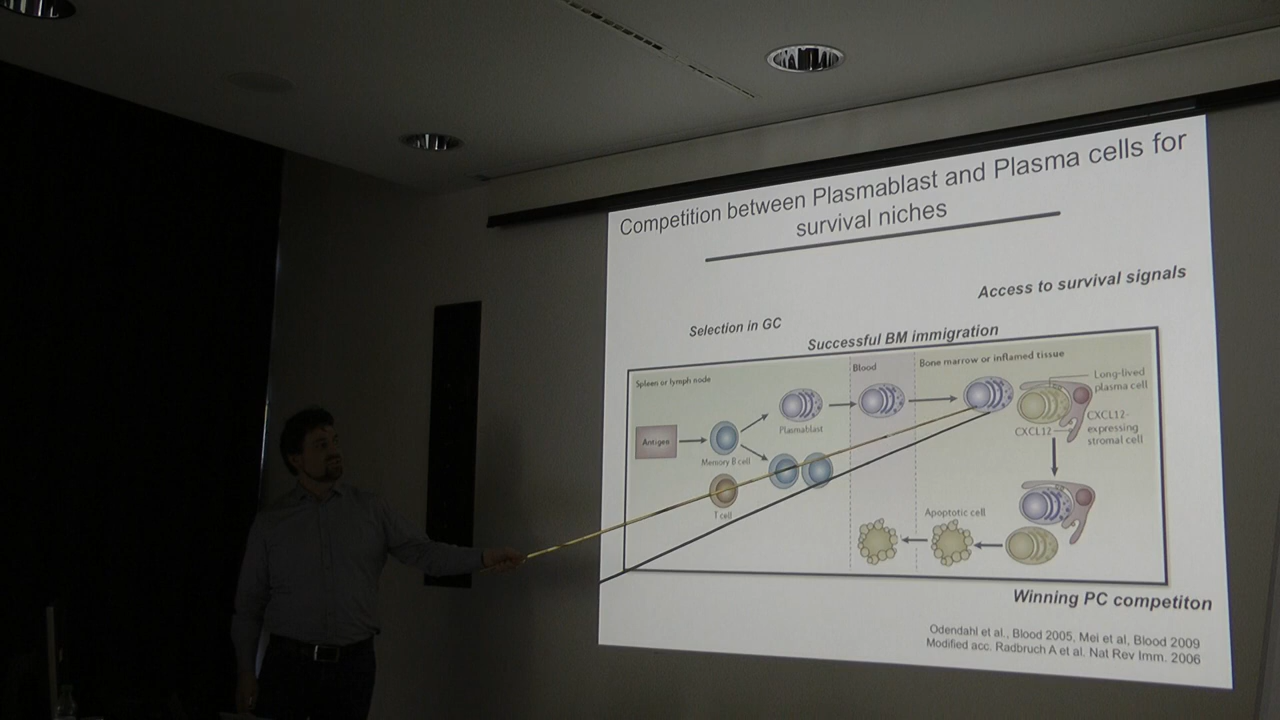 Competition between Plasmablast and Plasma cells for
survival niches
Access to survival signals
Selection in GC
Successful BM immigration
Spleen or lymph node
Blood
Bone marrow or inflamed tissue
Long-lived
plasma cell
Antigen
Plasmablast
Memory B cell
T cell
CXCL12
CXCL12-
expressing
stromal cell
Apoptotic cell
Winning PC competiton
Odendahl et al., Blood 2005, Mei et al, Blood 2009
Modified acc. Radbruch A et al. Nat Rev Imm. 2006